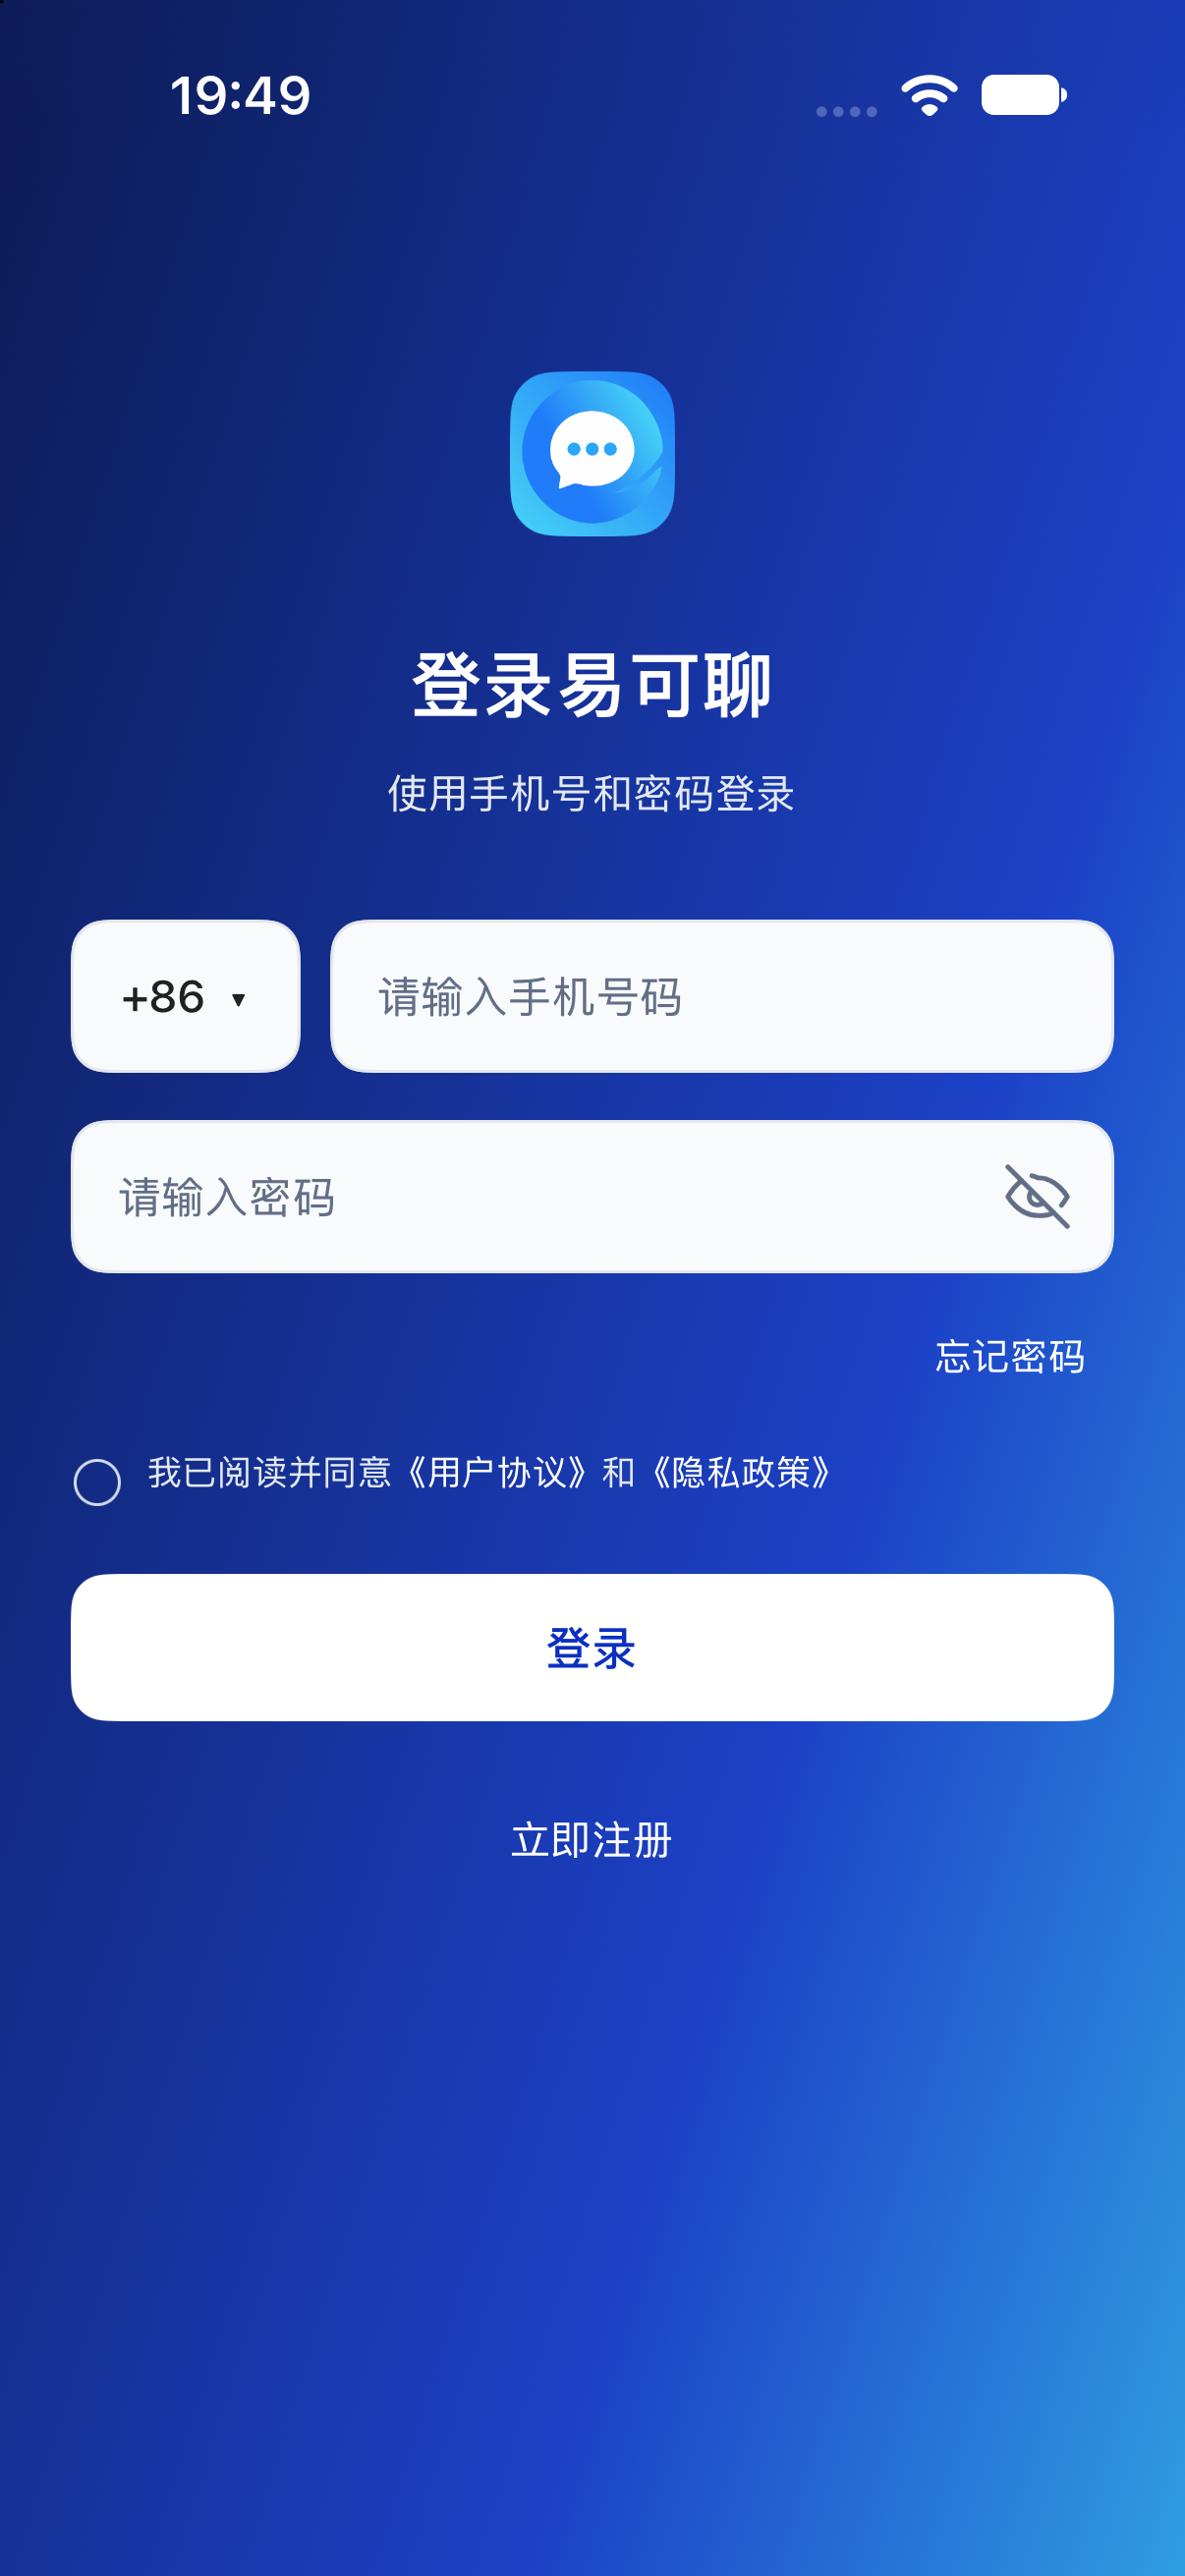 19:49
登录易可聊
使用手机号和密码登录
+86 ▼ 请输入手机号码
请输入密码
忘记密码
我已阅读并同意《用户协议》和《隐私政策》
登录
立即注册